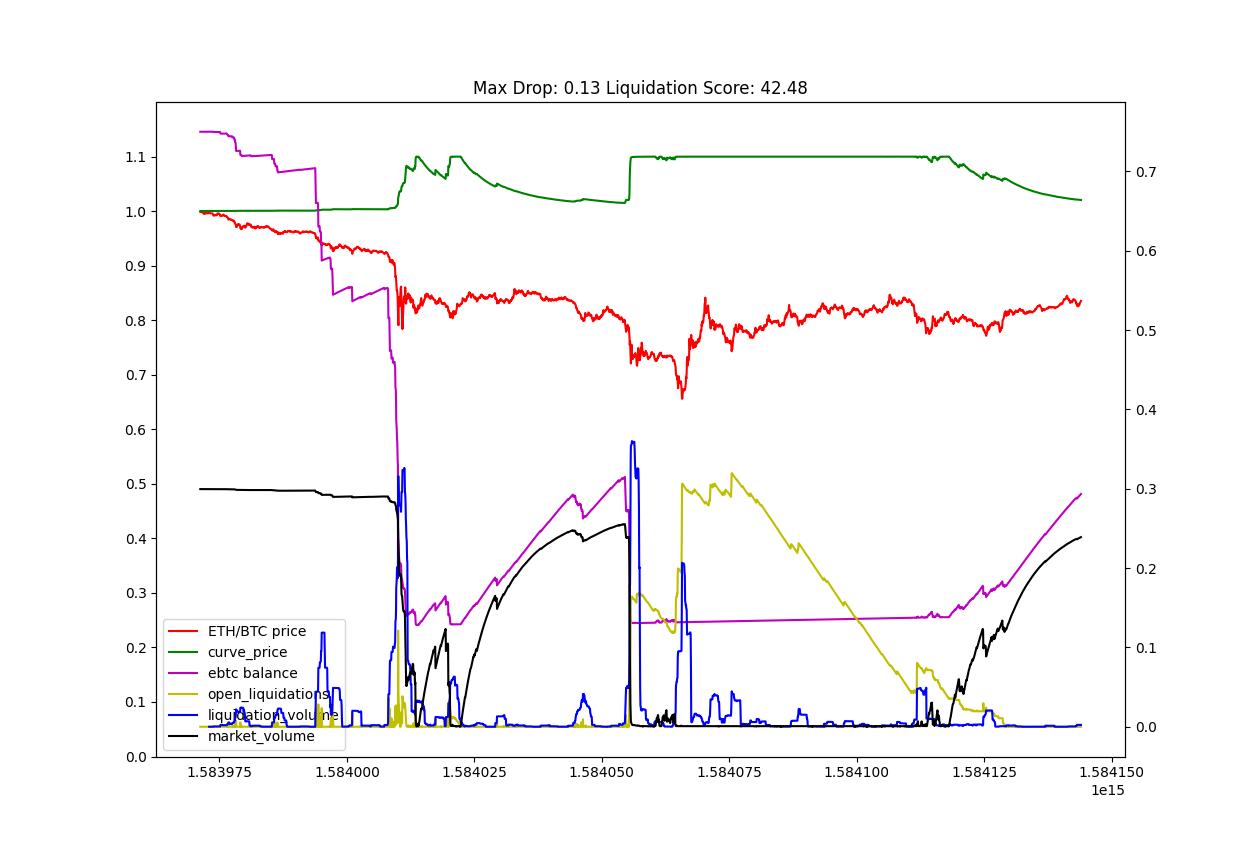 Max Drop: 0.13 Liquidation Score: 42.48
1.1
1.0
0.9
0.8
0.7
0.6
0.5
0.4
0.3
0.2
0.1
0.0
0.7
0.6
0.5
0.4
0.3
0.2
0.1
0.0
ETH/BTC price
curve_price
ebtc balance
open_liquidations
liquidation_volume
market_volume
1.583975 1.584000 1.584025 1.584050 1.584075 1.584100 1.584125 1.584150
1e15